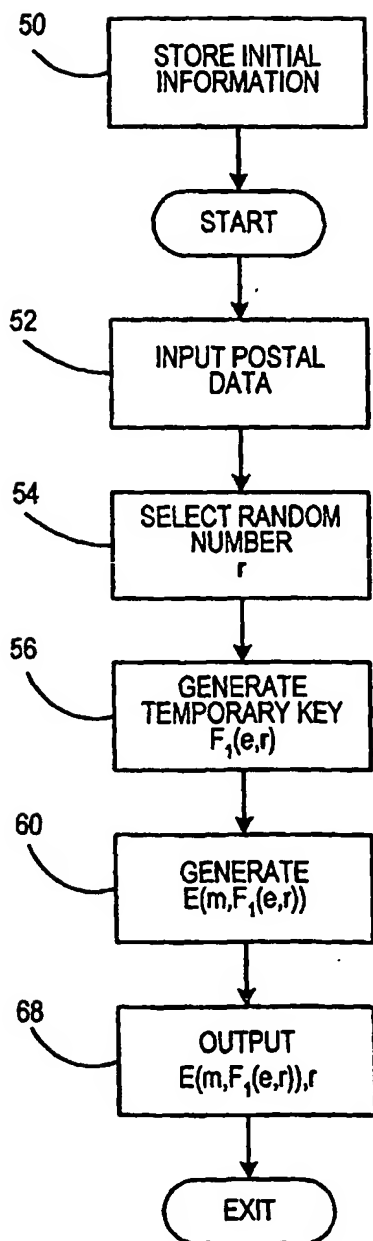 50
STORE INITIAL
INFORMATION
START
52
INPUT POSTAL
DATA
54
SELECT RANDOM
NUMBER
r
56
GENERATE
TEMPORARY KEY
F₁(e,r)
60
GENERATE
E(m,F₁(e,r))
68
OUTPUT
E(m,F₁(e,r)),r
EXIT